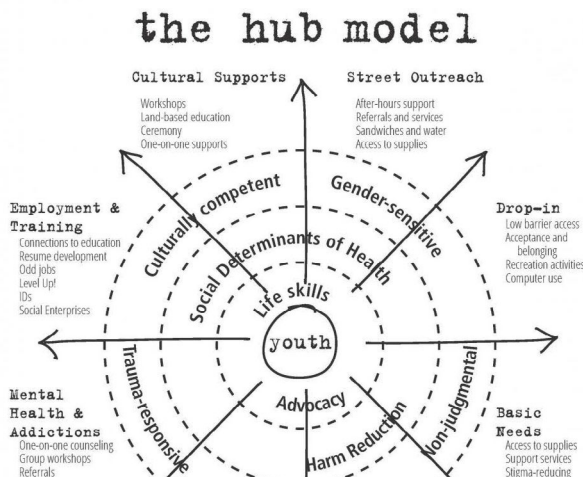 the hub model
Cultural Supports
Workshops
Land-based education
Ceremony
One-on-one supports
Street Outreach
After-hours support
Referrals and services
Sandwiches and water
Access to supplies
Employment &
Training
Connections to education
Resume development
Odd jobs
Level Up!
IDs
Social Enterprises
Drop-in
Low barrier access
Acceptance and
belonging
Recreation activities
Computer use
Culturally competent
Gender-sensitive
Social Determinants of Health
Life skills
youth
Advocacy
Harm Reduction
Trauma-responsive
Non-judgmental
Mental
Health &
Addictions
One-on-one counseling
Group workshops
Referrals
Basic
Needs
Access to supplies
Support services
Stigma-reducing